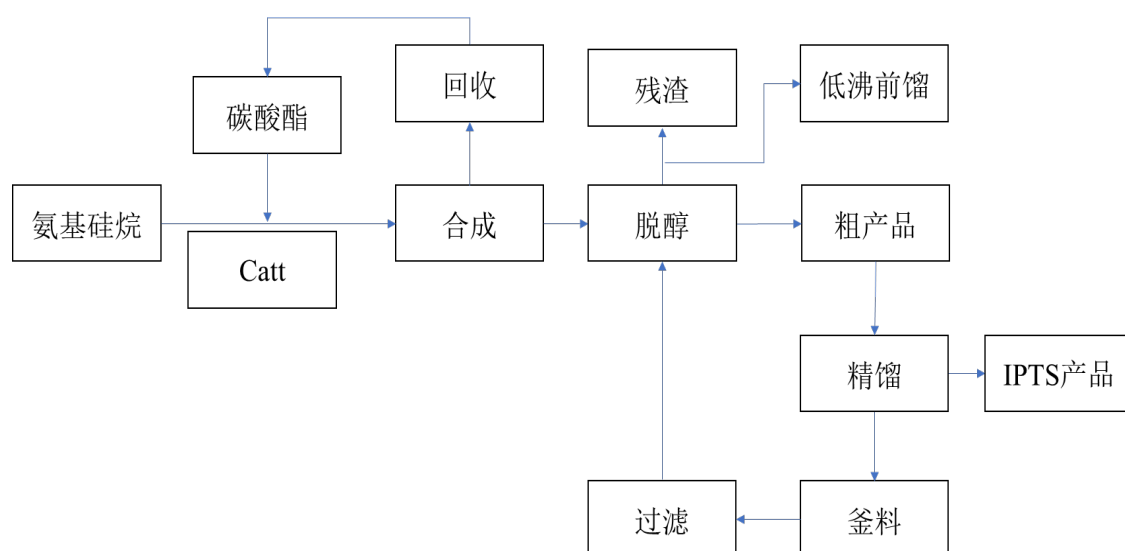 回收
残渣
低沸前馏
碳酸酯
氨基硅烷
合成
脱醇
粗产品
Catt
精馏
IPTS产品
过滤
釜料